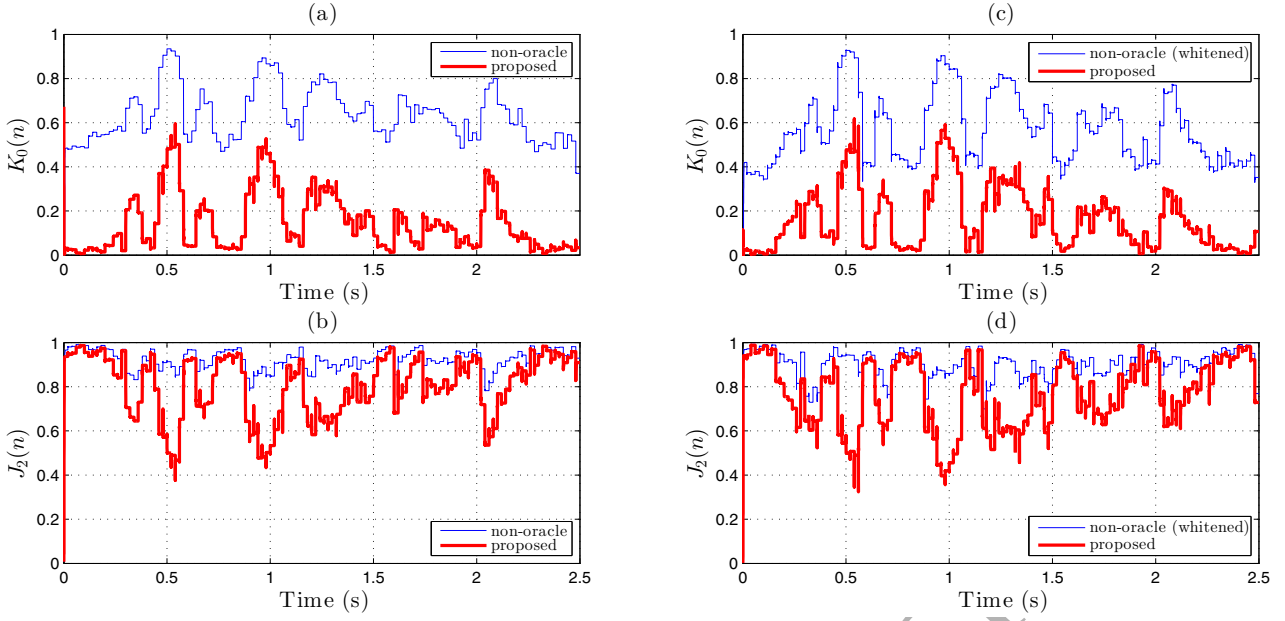 (a)
1
0.8
0.6
0.4
0.2
0
K₀(n)
non-oracle
proposed
0 0.5 1 1.5 2 2.5
Time (s)
(c)
1
0.8
0.6
0.4
0.2
0
K₀(n)
non-oracle (whitened)
proposed
0 0.5 1 1.5 2 2.5
Time (s)
(b)
1
0.8
0.6
0.4
0.2
0
J₂(n)
non-oracle
proposed
0 0.5 1 1.5 2 2.5
Time (s)
(d)
1
0.8
0.6
0.4
0.2
0
J₂(n)
non-oracle (whitened)
proposed
0 0.5 1 1.5 2 2.5
Time (s)